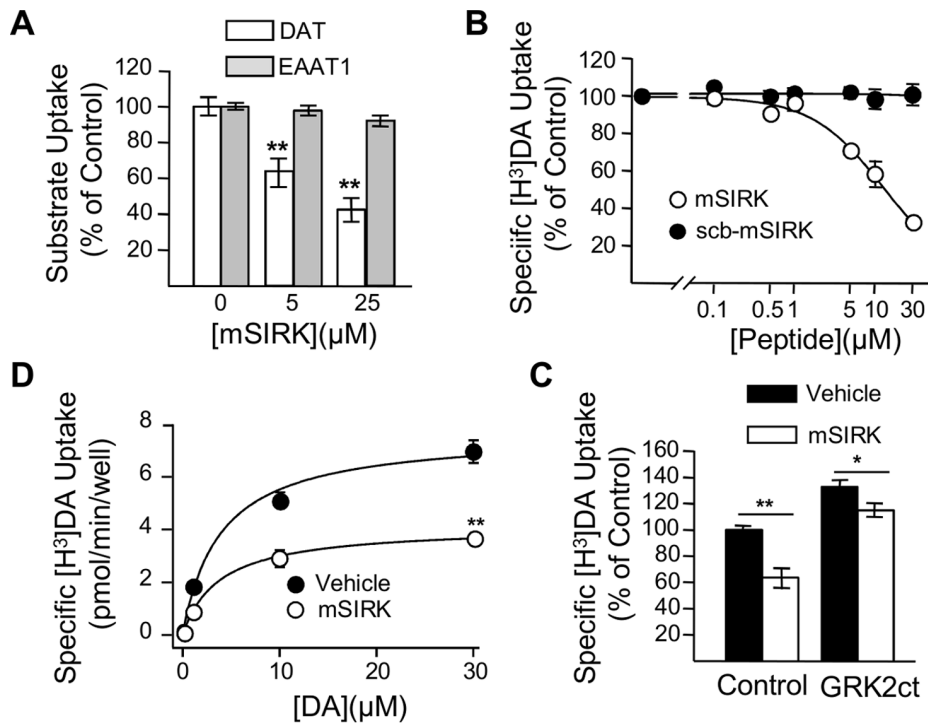 A
DAT
EAAT1
Substrate Uptake
(% of Control)
120
100
80
60
40
20
**
**
0
5
25
[mSIRK](µM)
B
Speciifc [H³]DA Uptake
(% of Control)
120
100
80
60
40
20
mSIRK
scb-mSIRK
0.1
0.5
1
5
10
30
[Peptide](µM)
D
Specific [H³]DA Uptake
(pmol/min/well)
8
6
4
2
0
**
Vehicle
mSIRK
0
10
20
30
[DA](µM)
C
Vehicle
mSIRK
Specific [H³]DA Uptake
(% of Control)
160
140
120
100
80
60
40
20
**
*
Control
GRK2ct